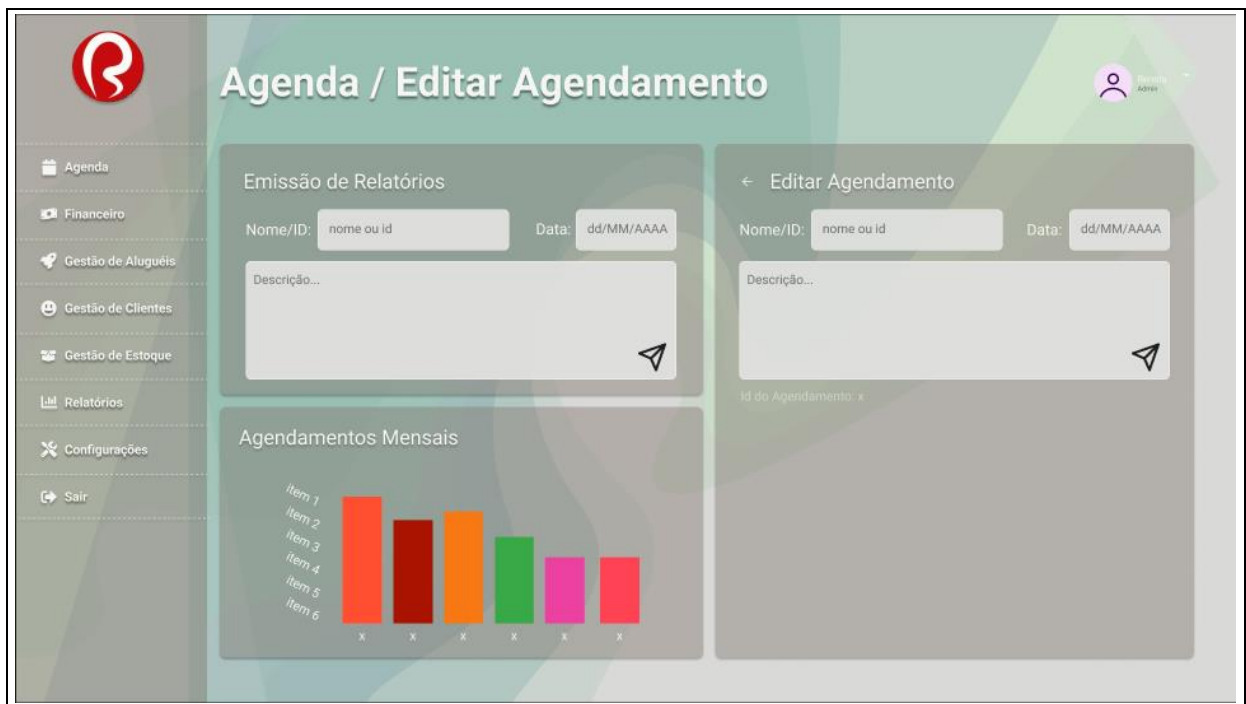 Agenda / Editar Agendamento
Renata
Admin
Agenda
Financeiro
Gestão de Aluguéis
Gestão de Clientes
Gestão de Estoque
Relatórios
Configurações
Sair
Emissão de Relatórios
Nome/ID: nome ou id Data: dd/MM/AAAA
Descrição...
Agendamentos Mensais
item 1
item 2
item 3
item 4
item 5
item 6
x x x x x x
Editar Agendamento
Nome/ID: nome ou id Data: dd/MM/AAAA
Descrição...
Id do Agendamento: x